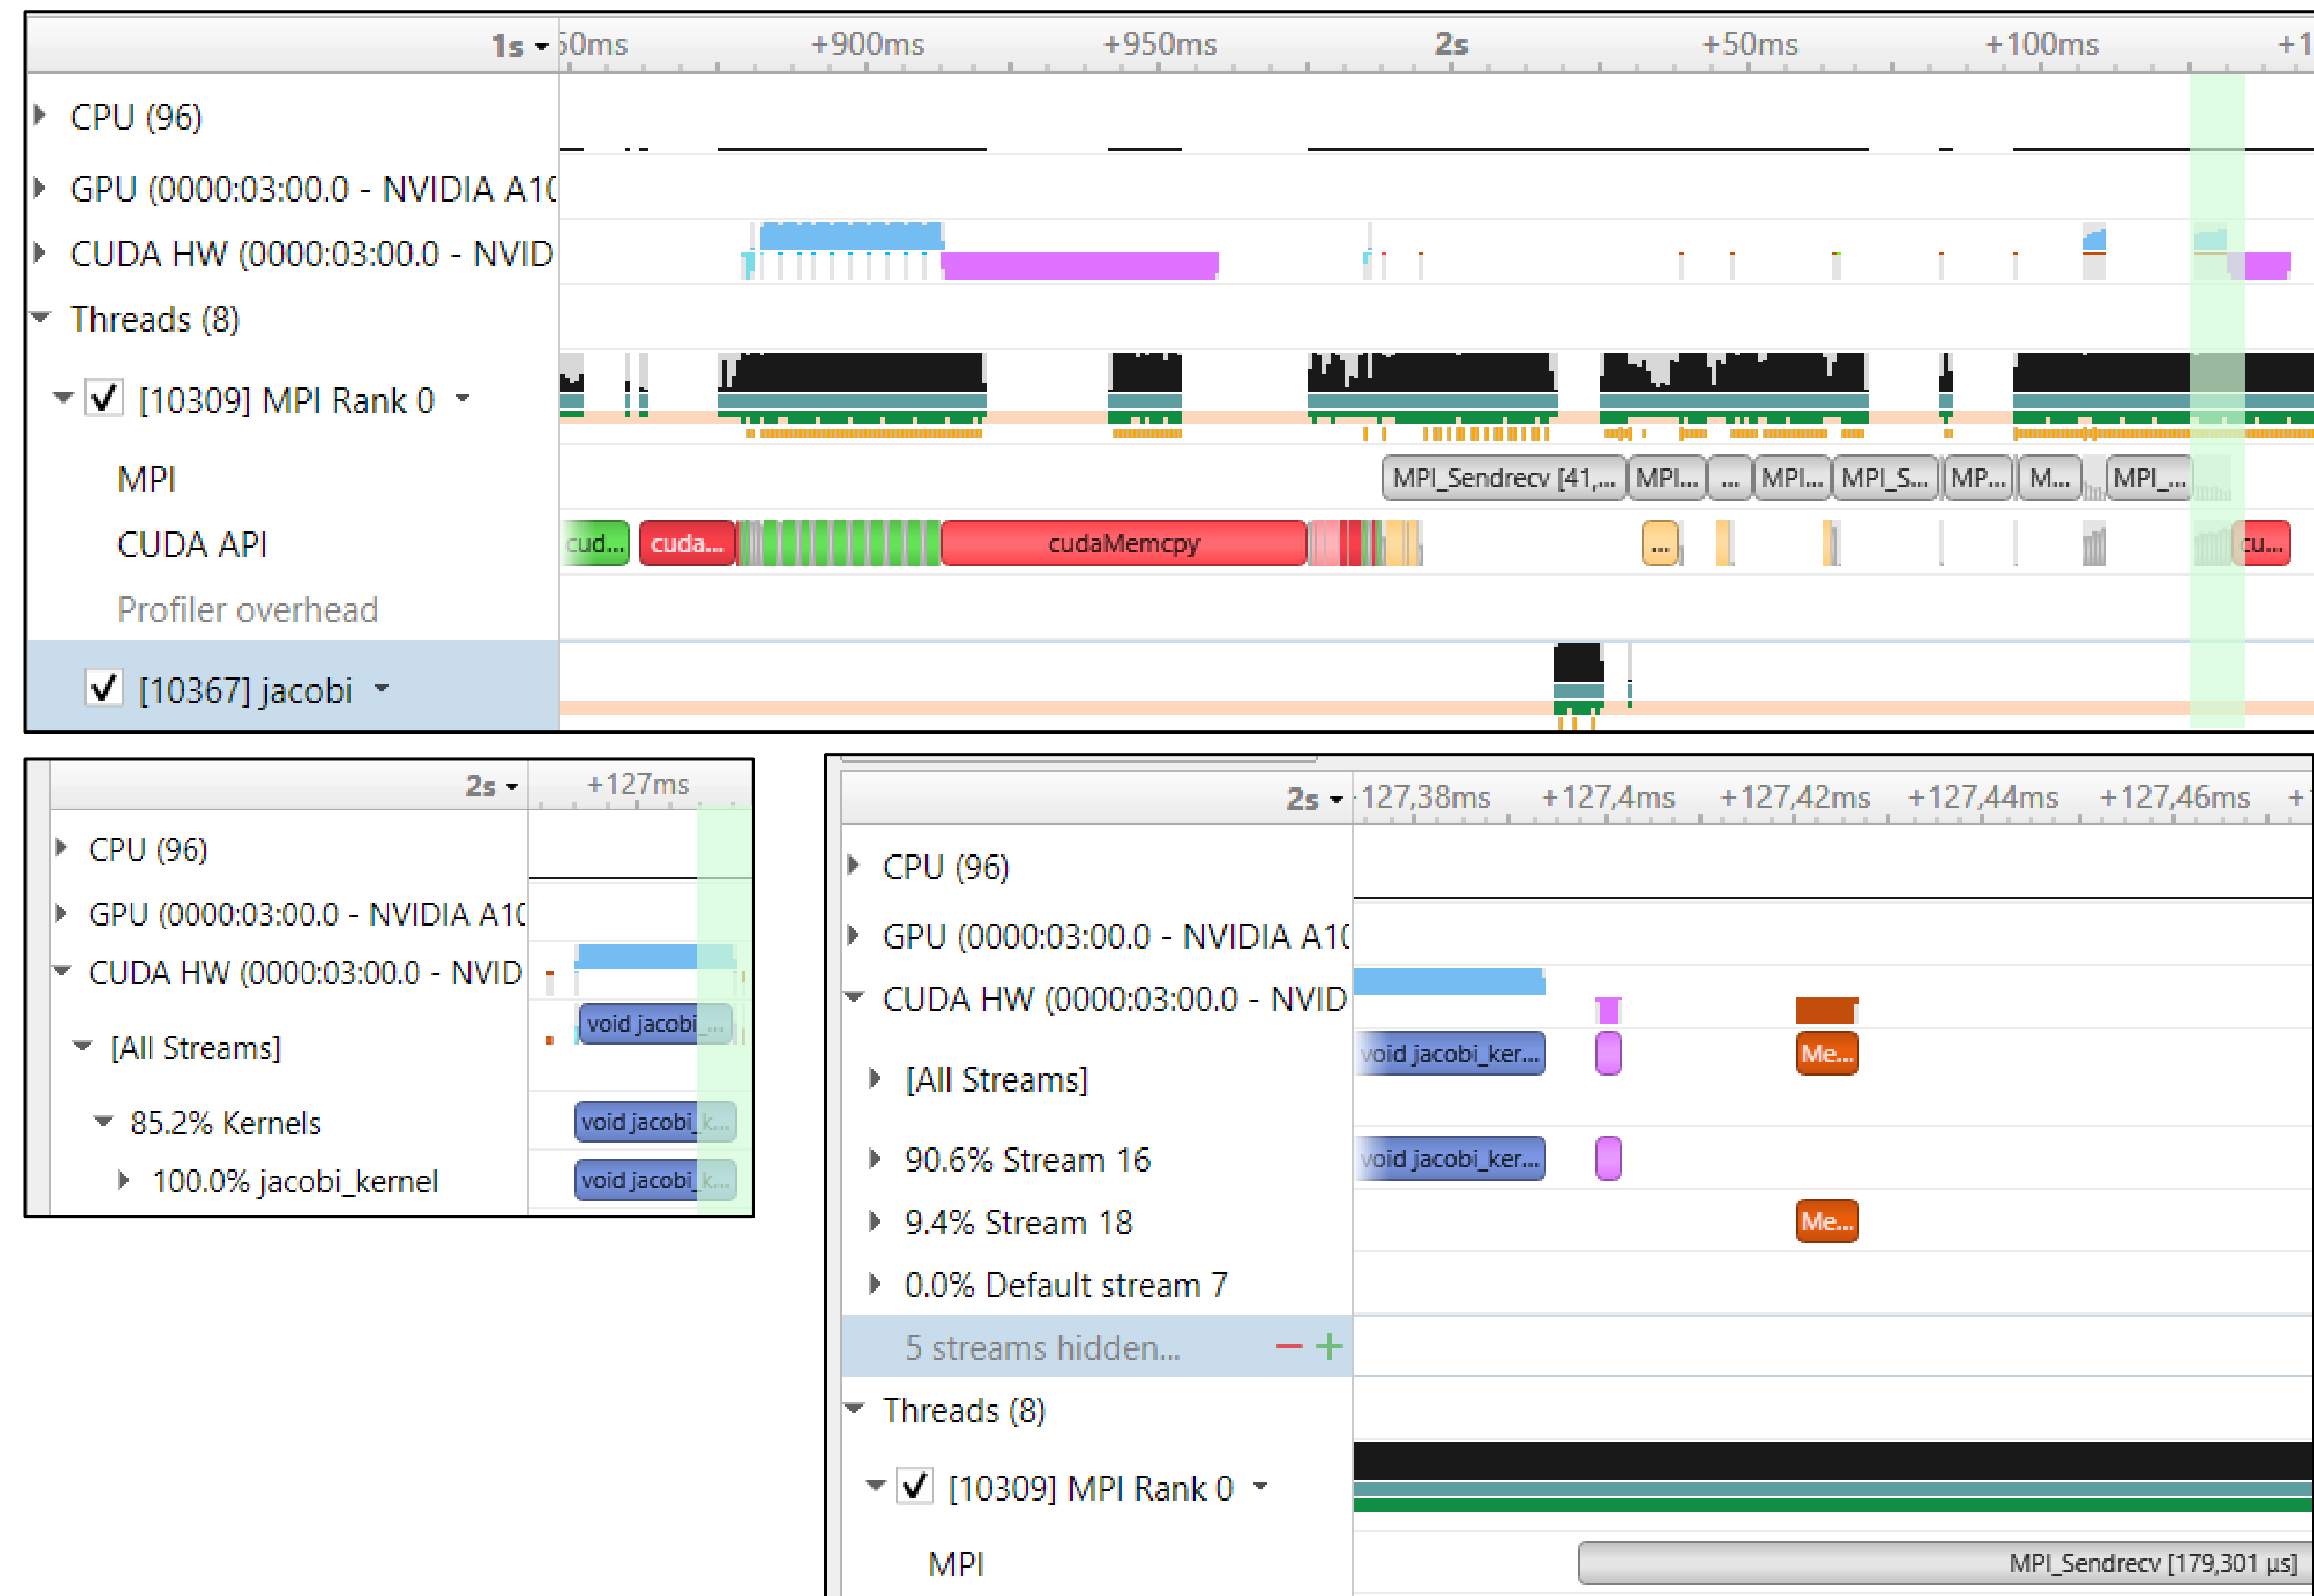 1s 50ms +900ms +950ms 2s +50ms +100ms +1
CPU (96)
GPU (0000:03:00.0 - NVIDIA A10
CUDA HW (0000:03:00.0 - NVID
Threads (8)
[10309] MPI Rank 0
MPI MPI_Sendrecv [41,... MPI... ... MPI... MPI_S... MP... M... MPI_...
CUDA API cud... cuda... cudaMemcpy ... cu...
Profiler overhead
[10367] jacobi
2s +127ms
CPU (96)
GPU (0000:03:00.0 - NVIDIA A10
CUDA HW (0000:03:00.0 - NVID
void jacobi_...
[All Streams]
85.2% Kernels void jacobi_k...
100.0% jacobi_kernel void jacobi_k...
2s 127,38ms +127,4ms +127,42ms +127,44ms +127,46ms +
CPU (96)
GPU (0000:03:00.0 - NVIDIA A10
CUDA HW (0000:03:00.0 - NVID
void jacobi_ker... Me...
[All Streams]
90.6% Stream 16 void jacobi_ker...
9.4% Stream 18 Me...
0.0% Default stream 7
5 streams hidden... − +
Threads (8)
[10309] MPI Rank 0
MPI MPI_Sendrecv [179,301 μs]